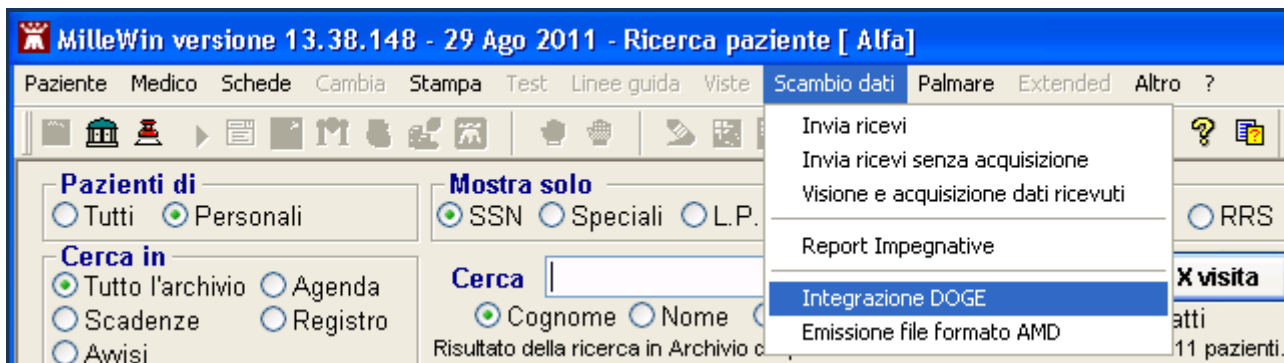 MilleWin versione 13.38.148 - 29 Ago 2011 - Ricerca paziente [ Alfa]
Paziente Medico Schede Cambia Stampa Test Linee guida Viste Scambio dati Palmare Extended Altro ?
Invia ricevi
Invia ricevi senza acquisizione
Visione e acquisizione dati ricevuti
Report Impegnative
Integrazione DOGE
Emissione file formato AMD
Pazienti di
Tutti Personali
Mostra solo
SSN Speciali L.P. RRS
Cerca in
Tutto l'archivio Agenda
Scadenze Registro
Avvisi
Cerca X visita
Cognome Nome atti
Risultato della ricerca in Archivio c 11 pazienti